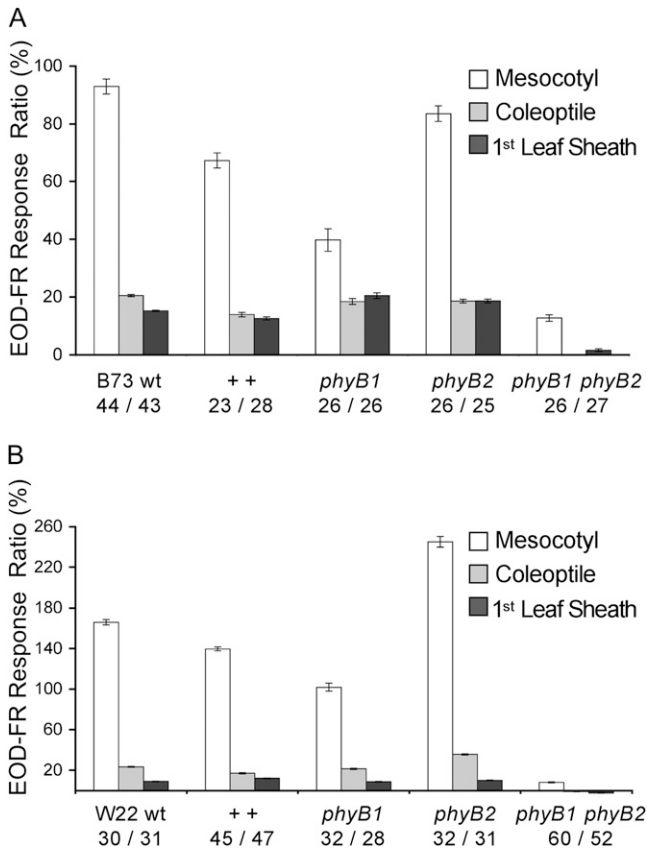 A
EOD-FR Response Ratio (%)
100
80
60
40
20
0
Mesocotyl
Coleoptile
1st Leaf Sheath
B73 wt
+ +
phyB1
phyB2
phyB1 phyB2
44 / 43
23 / 28
26 / 26
26 / 25
26 / 27
B
EOD-FR Response Ratio (%)
260
220
160
140
100
60
20
Mesocotyl
Coleoptile
1st Leaf Sheath
W22 wt
+ +
phyB1
phyB2
phyB1 phyB2
30 / 31
45 / 47
32 / 28
32 / 31
60 / 52